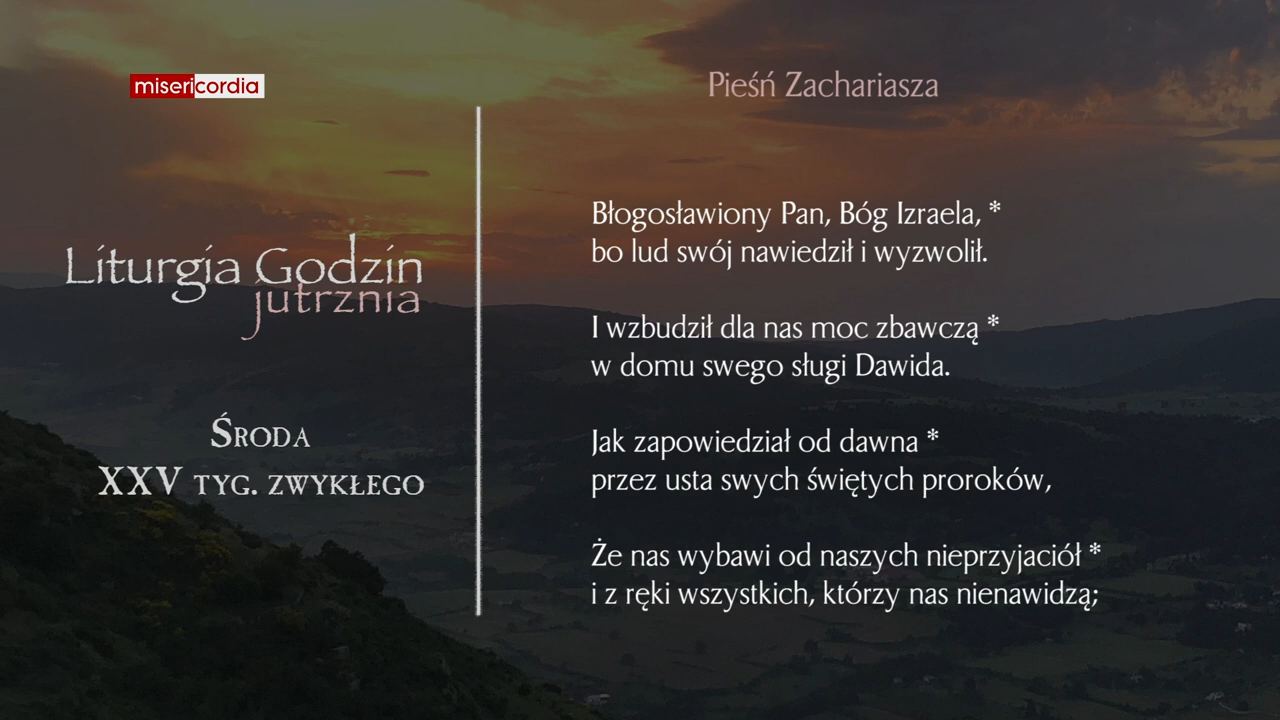 misericordia
Liturgia Godzin
jutrznia
Środa
XXV tyg. zwykłego
Pieśń Zachariasza
Błogosławiony Pan, Bóg Izraela, *
bo lud swój nawiedził i wyzwolił.
I wzbudził dla nas moc zbawczą *
w domu swego sługi Dawida.
Jak zapowiedział od dawna *
przez usta swych świętych proroków,
Że nas wybawi od naszych nieprzyjaciół *
i z ręki wszystkich, którzy nas nienawidzą;